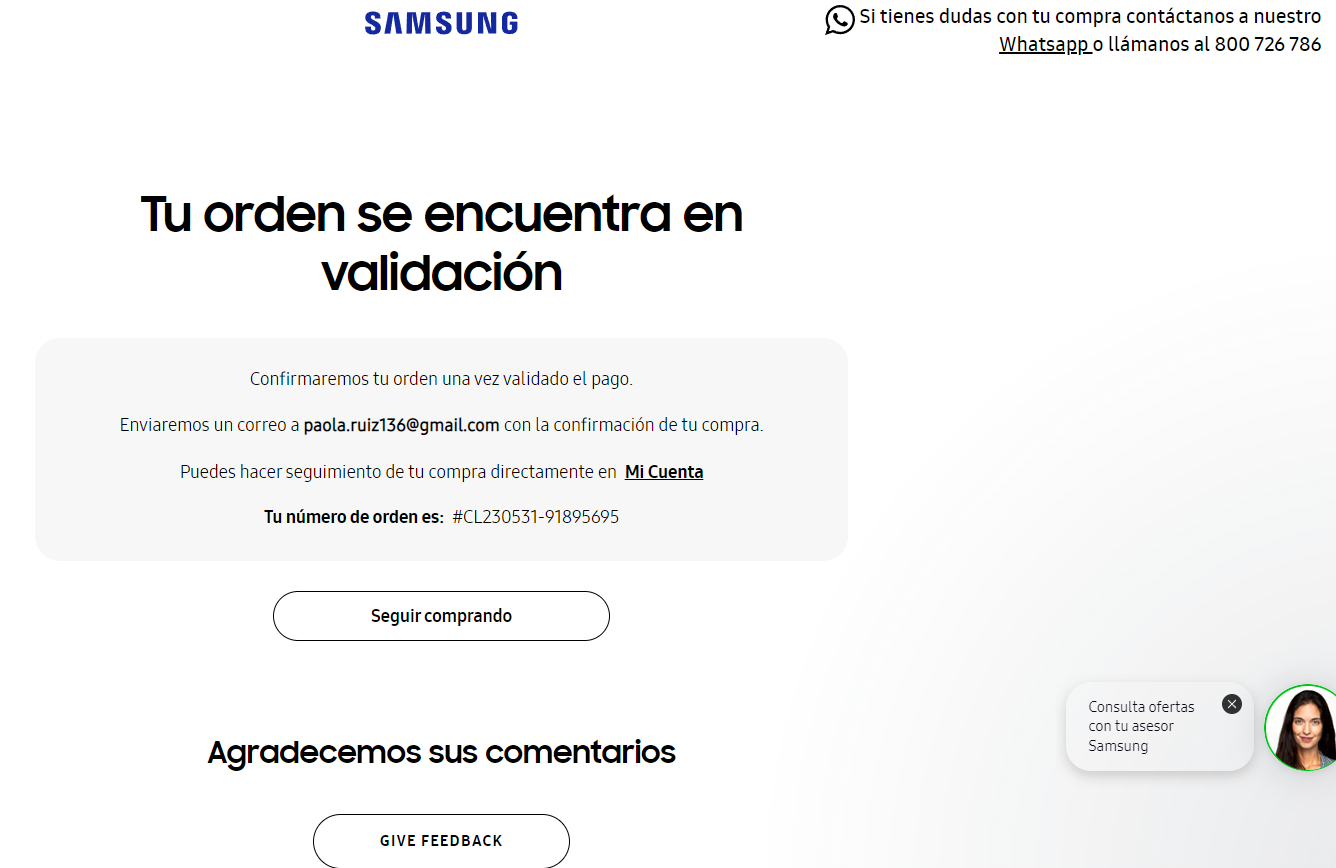 SAMSUNG
Si tienes dudas con tu compra contáctanos a nuestro
Whatsapp o llámanos al 800 726 786
Tu orden se encuentra en
validación
Confirmaremos tu orden una vez validado el pago.
Enviaremos un correo a paola.ruiz136@gmail.com con la confirmación de tu compra.
Puedes hacer seguimiento de tu compra directamente en Mi Cuenta
Tu número de orden es: #CL230531-91895695
Seguir comprando
Consulta ofertas
con tu asesor
Samsung
Agradecemos sus comentarios
GIVE FEEDBACK